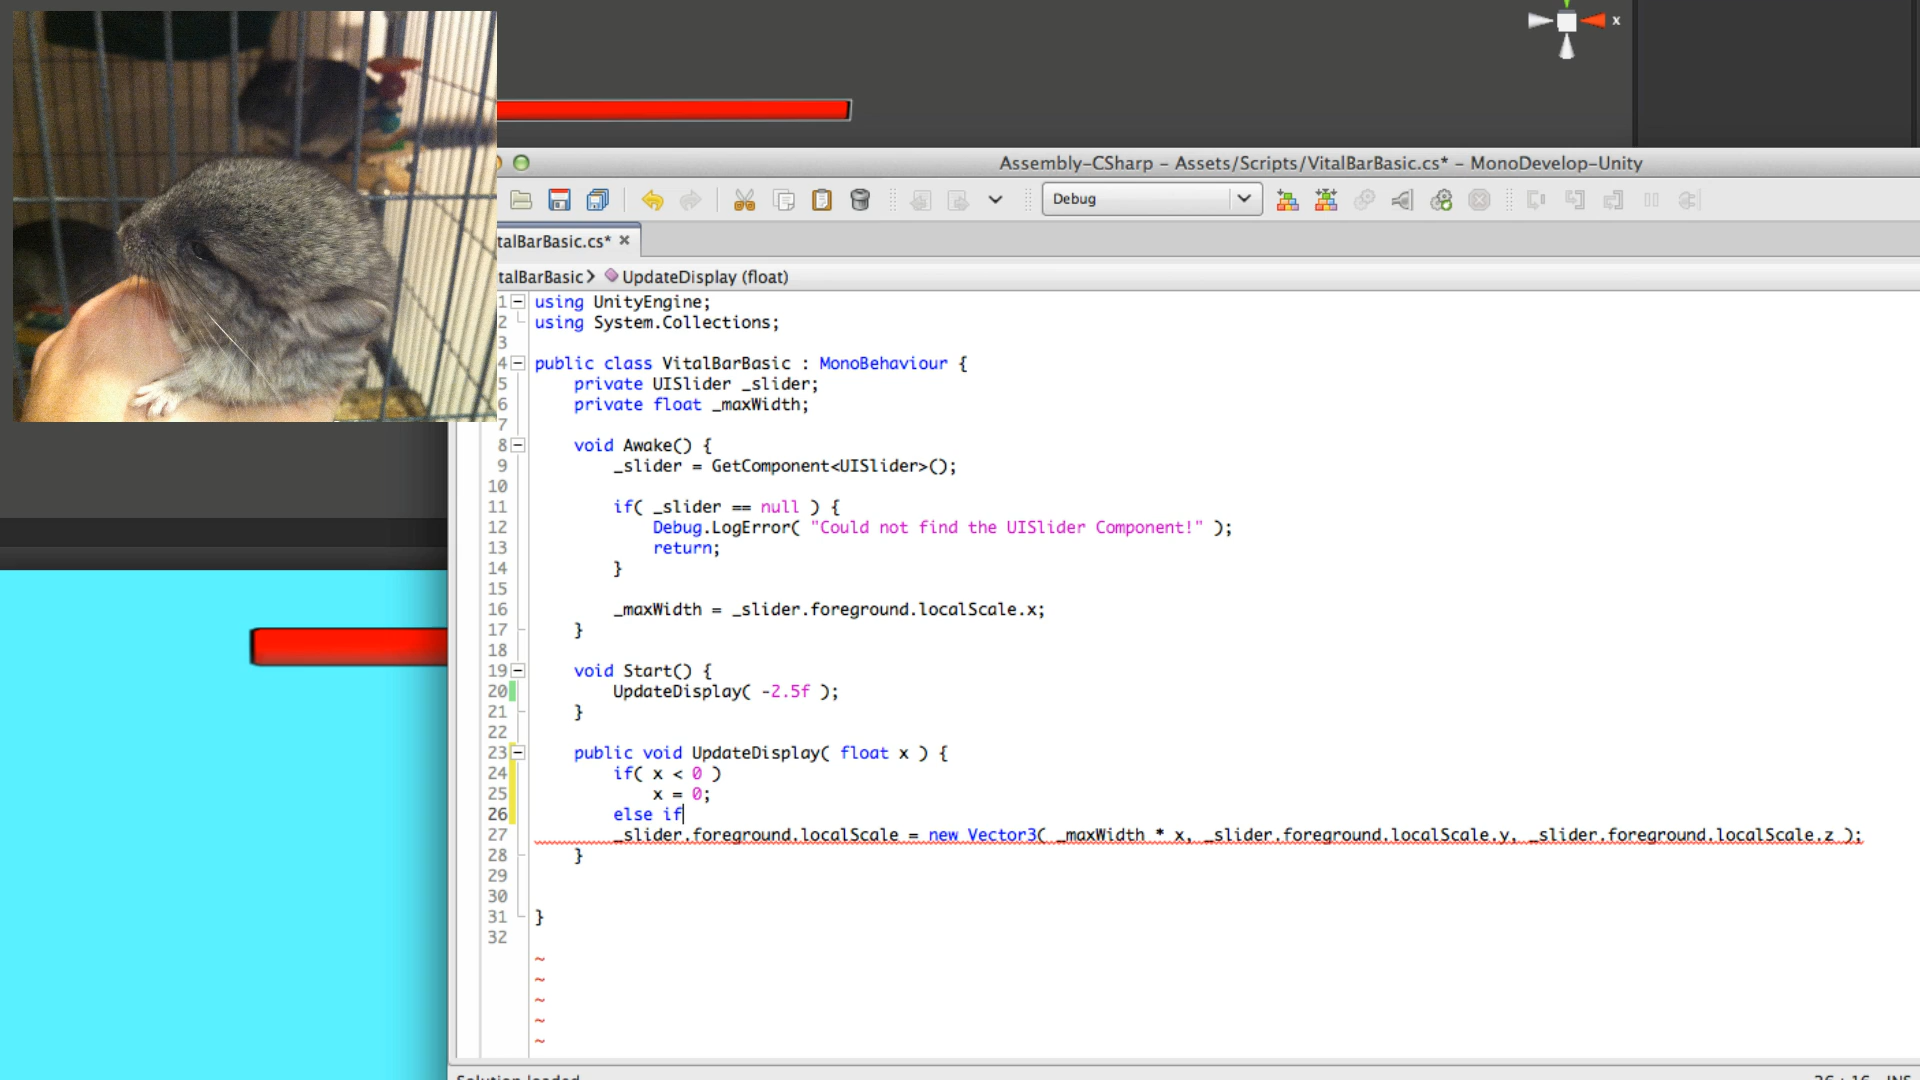 x
Assembly-CSharp – Assets/Scripts/VitalBarBasic.cs* – MonoDevelop-Unity
Debug
talBarBasic.cs* ×
talBarBasic UpdateDisplay (float)
1 using UnityEngine;
2 using System.Collections;
3
4 public class VitalBarBasic : MonoBehaviour {
5 private UISlider _slider;
6 private float _maxWidth;
7
8 void Awake() {
9 _slider = GetComponent<UISlider>();
10
11 if( _slider == null ) {
12 Debug.LogError( "Could not find the UISlider Component!" );
13 return;
14 }
15
16 _maxWidth = _slider.foreground.localScale.x;
17 }
18
19 void Start() {
20 UpdateDisplay( -2.5f );
21 }
22
23 public void UpdateDisplay( float x ) {
24 if( x < 0 )
25 x = 0;
26 else if
27 _slider.foreground.localScale = new Vector3( _maxWidth * x, _slider.foreground.localScale.y, _slider.foreground.localScale.z );
28 }
29
30
31 }
32
~
~
~
~
~